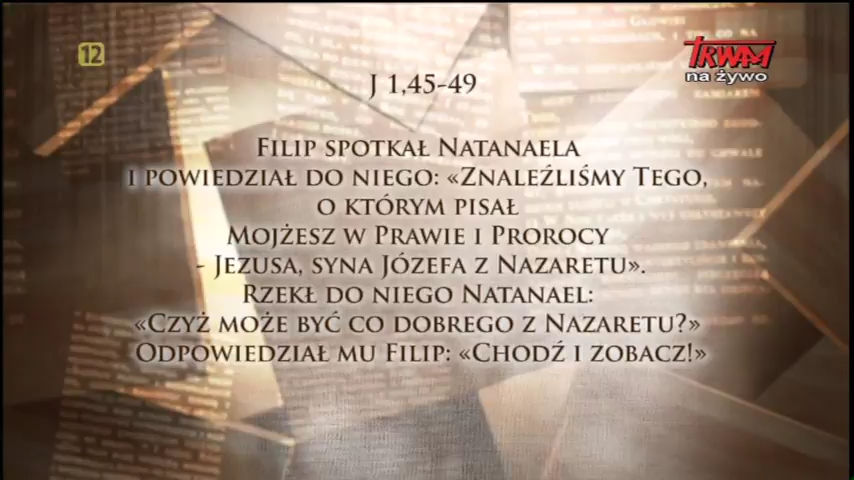 12
TRWAM
na żywo
J 1,45-49
Filip spotkał Natanaela
i powiedział do niego: «Znaleźliśmy Tego,
o którym pisał
Mojżesz w Prawie i Prorocy
- Jezusa, syna Józefa z Nazaretu».
Rzekł do niego Natanael:
«Czyż może być co dobrego z Nazaretu?»
Odpowiedział mu Filip: «Chodź i zobacz!»